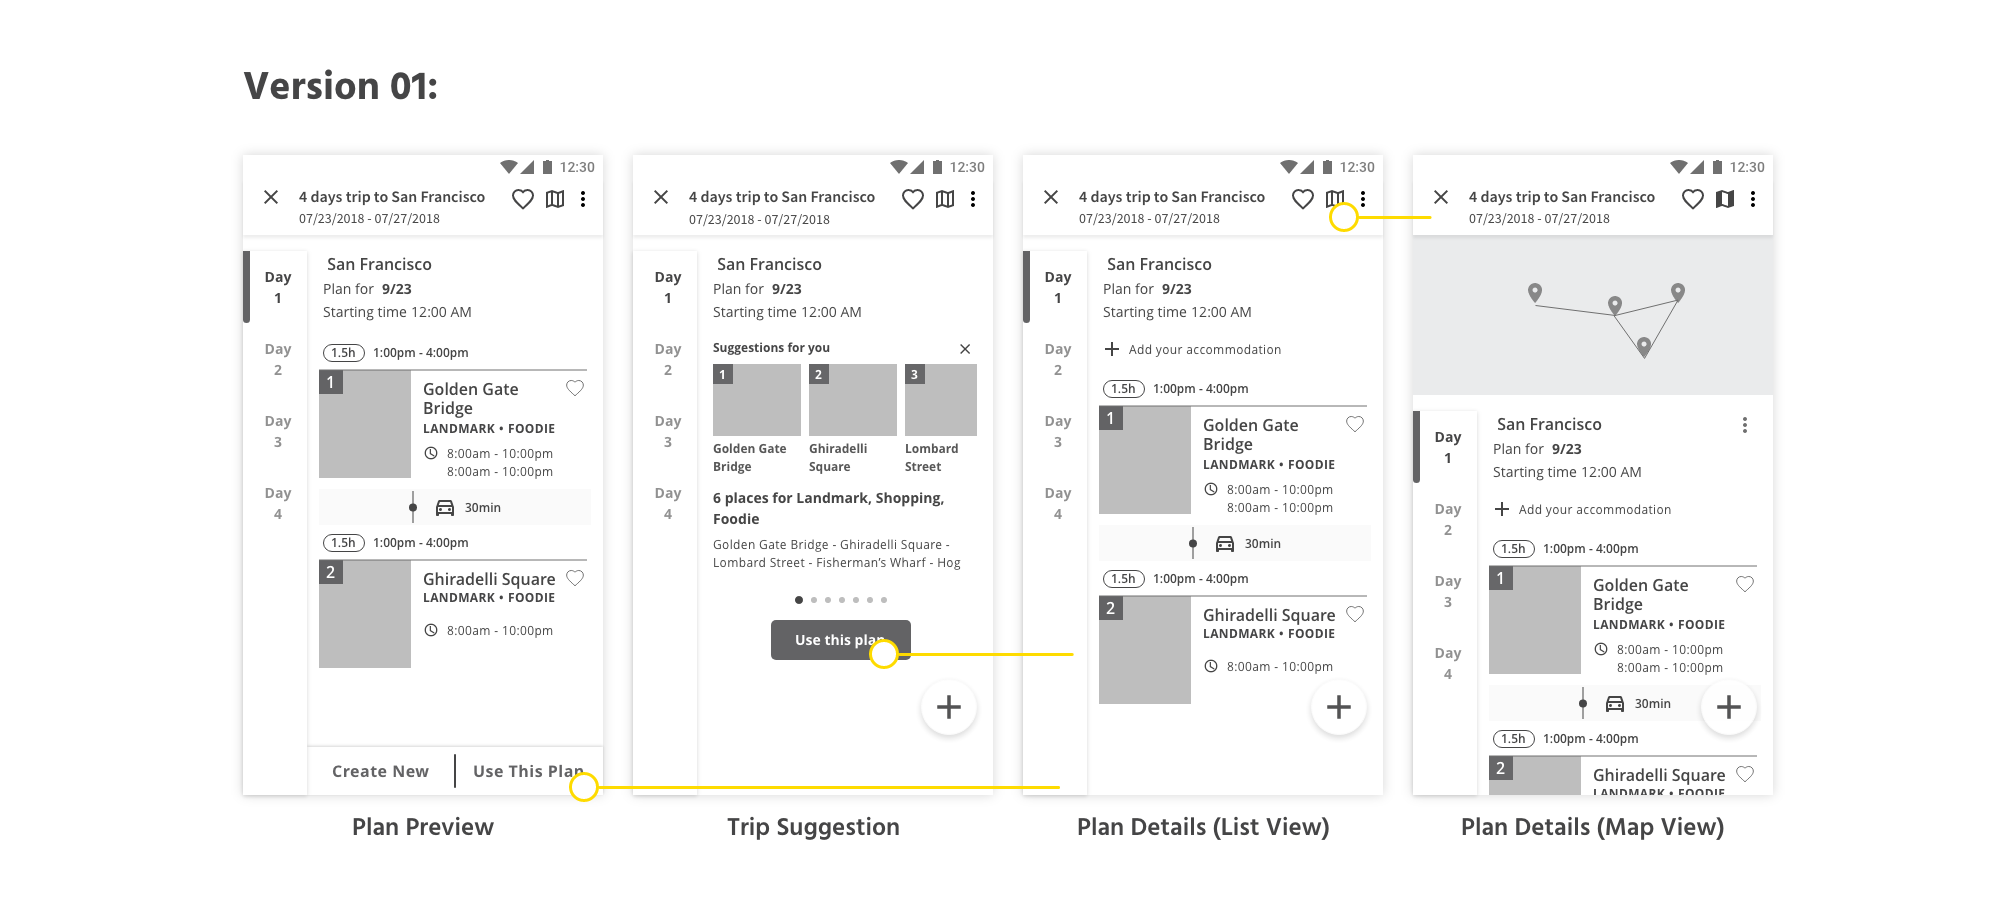 Version 01:
12:30
4 days trip to San Francisco
07/23/2018 - 07/27/2018
Day
1
Day
2
Day
3
Day
4
San Francisco
Plan for 9/23
Starting time 12:00 AM
1.5h 1:00pm - 4:00pm
1
Golden Gate
Bridge
LANDMARK • FOODIE
8:00am - 10:00pm
8:00am - 10:00pm
30min
1.5h 1:00pm - 4:00pm
2
Ghiradelli Square
LANDMARK • FOODIE
8:00am - 10:00pm
Create New
Use This Plan
Plan Preview
12:30
4 days trip to San Francisco
07/23/2018 - 07/27/2018
Day
1
Day
2
Day
3
Day
4
San Francisco
Plan for 9/23
Starting time 12:00 AM
Suggestions for you
1 2 3
Golden Gate Ghiradelli Lombard
Bridge Square Street
6 places for Landmark, Shopping,
Foodie
Golden Gate Bridge - Ghiradelli Square -
Lombard Street - Fisherman's Wharf - Hog
Use this plan
Trip Suggestion
12:30
4 days trip to San Francisco
07/23/2018 - 07/27/2018
Day
1
Day
2
Day
3
Day
4
San Francisco
Plan for 9/23
Starting time 12:00 AM
Add your accommodation
1.5h 1:00pm - 4:00pm
1
Golden Gate
Bridge
LANDMARK • FOODIE
8:00am - 10:00pm
8:00am - 10:00pm
30min
1.5h 1:00pm - 4:00pm
2
Ghiradelli Square
LANDMARK • FOODIE
8:00am - 10:00pm
Plan Details (List View)
12:30
4 days trip to San Francisco
07/23/2018 - 07/27/2018
Day
1
Day
2
Day
3
Day
4
San Francisco
Plan for 9/23
Starting time 12:00 AM
Add your accommodation
1.5h 1:00pm - 4:00pm
1
Golden Gate
Bridge
LANDMARK • FOODIE
8:00am - 10:00pm
8:00am - 10:00pm
30min
1.5h 1:00pm - 4:00pm
2
Ghiradelli Square
LANDMARK • FOODIE
Plan Details (Map View)